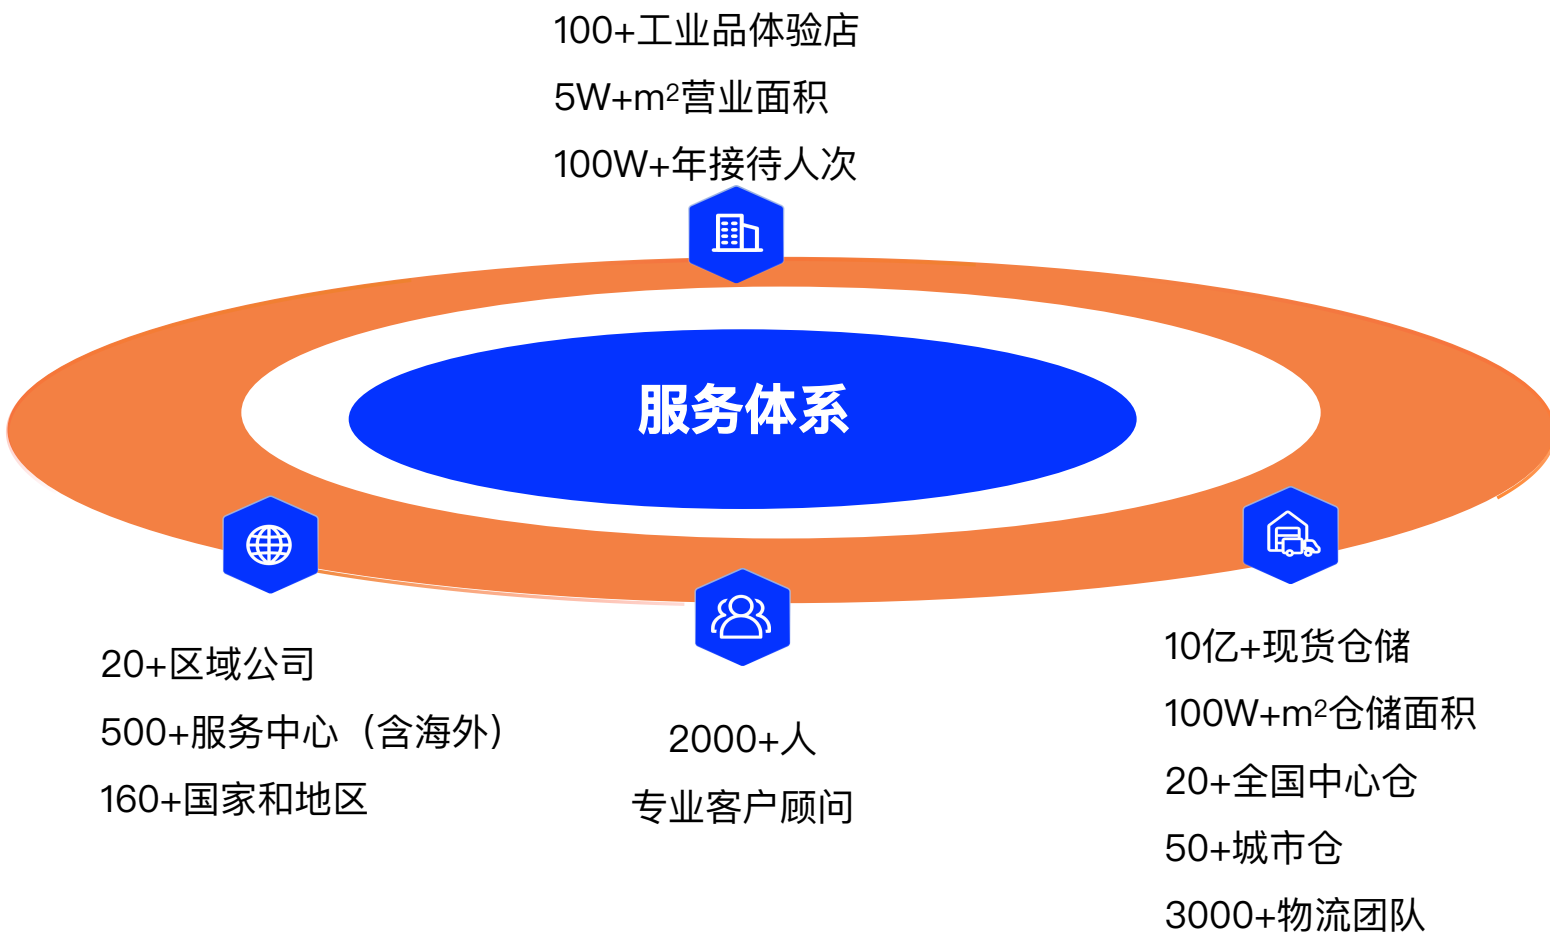 100+工业品体验店
5W+m²营业面积
100W+年接待人次
服务体系
20+区域公司
500+服务中心（含海外）
160+国家和地区
2000+人
专业客户顾问
10亿+现货仓储
100W+m²仓储面积
20+全国中心仓
50+城市仓
3000+物流团队